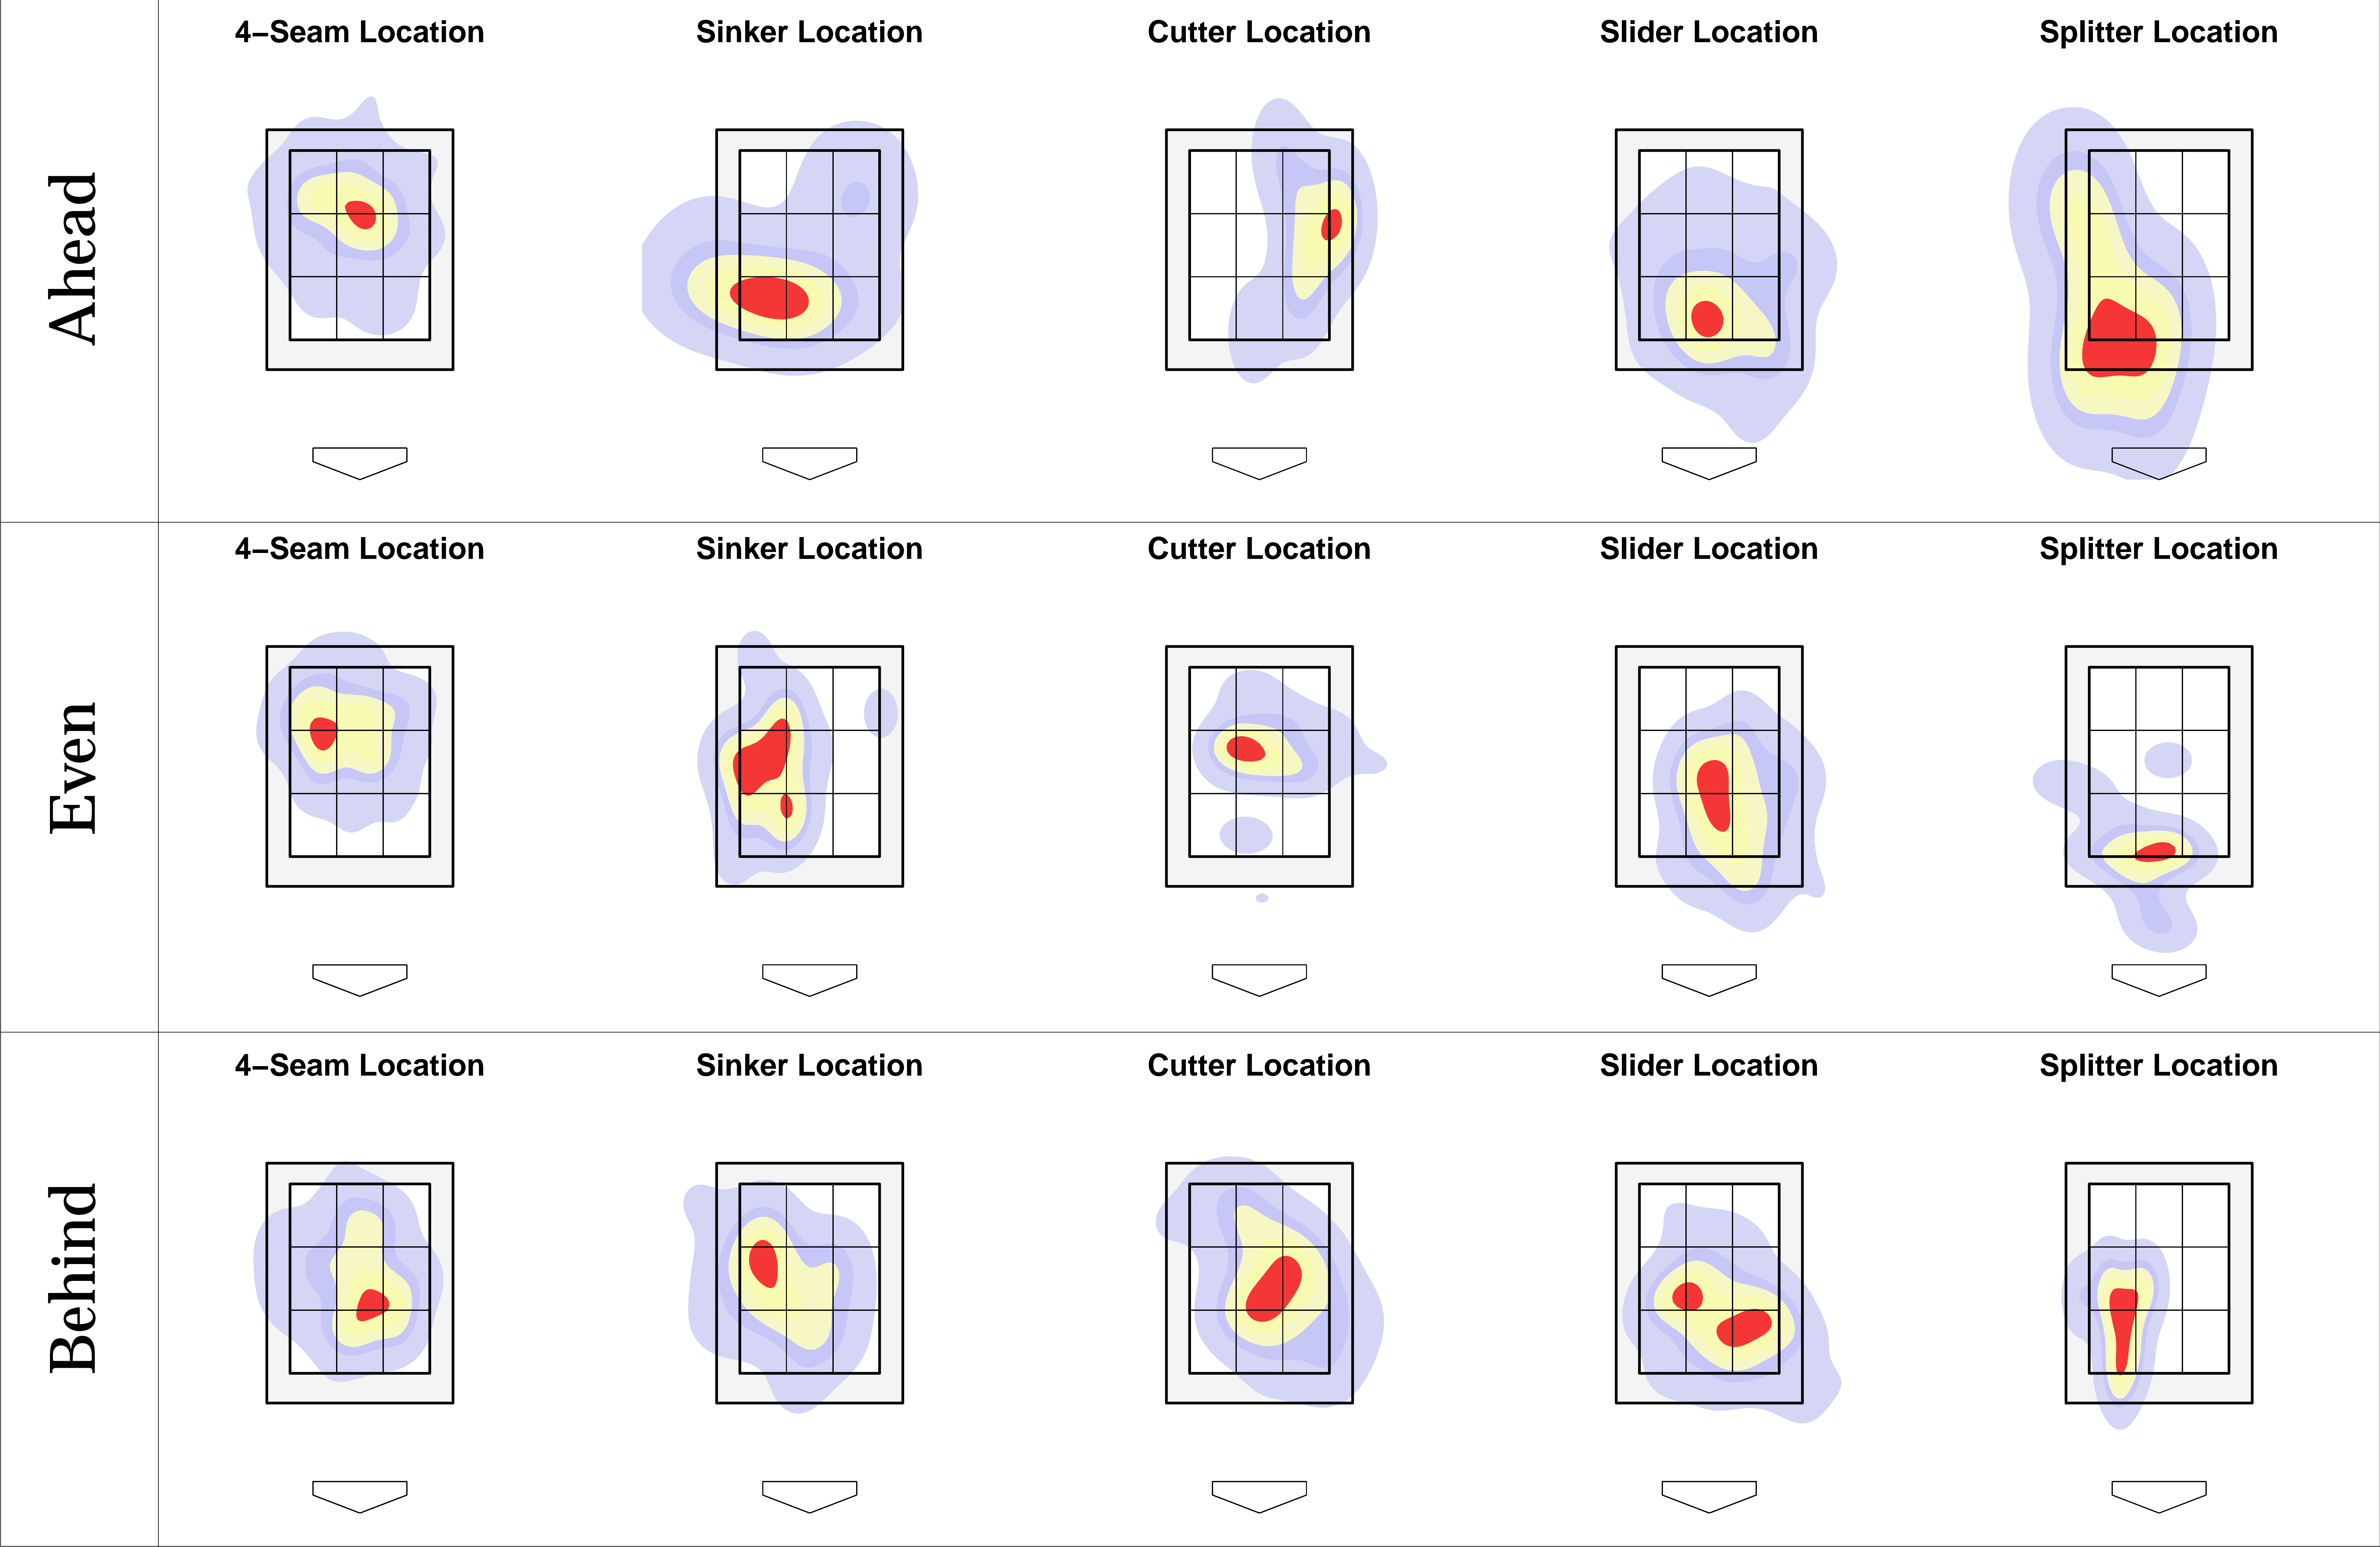 4–Seam Location
Sinker Location
Cutter Location
Slider Location
Splitter Location
Ahead
4–Seam Location
Sinker Location
Cutter Location
Slider Location
Splitter Location
Even
4–Seam Location
Sinker Location
Cutter Location
Slider Location
Splitter Location
Behind